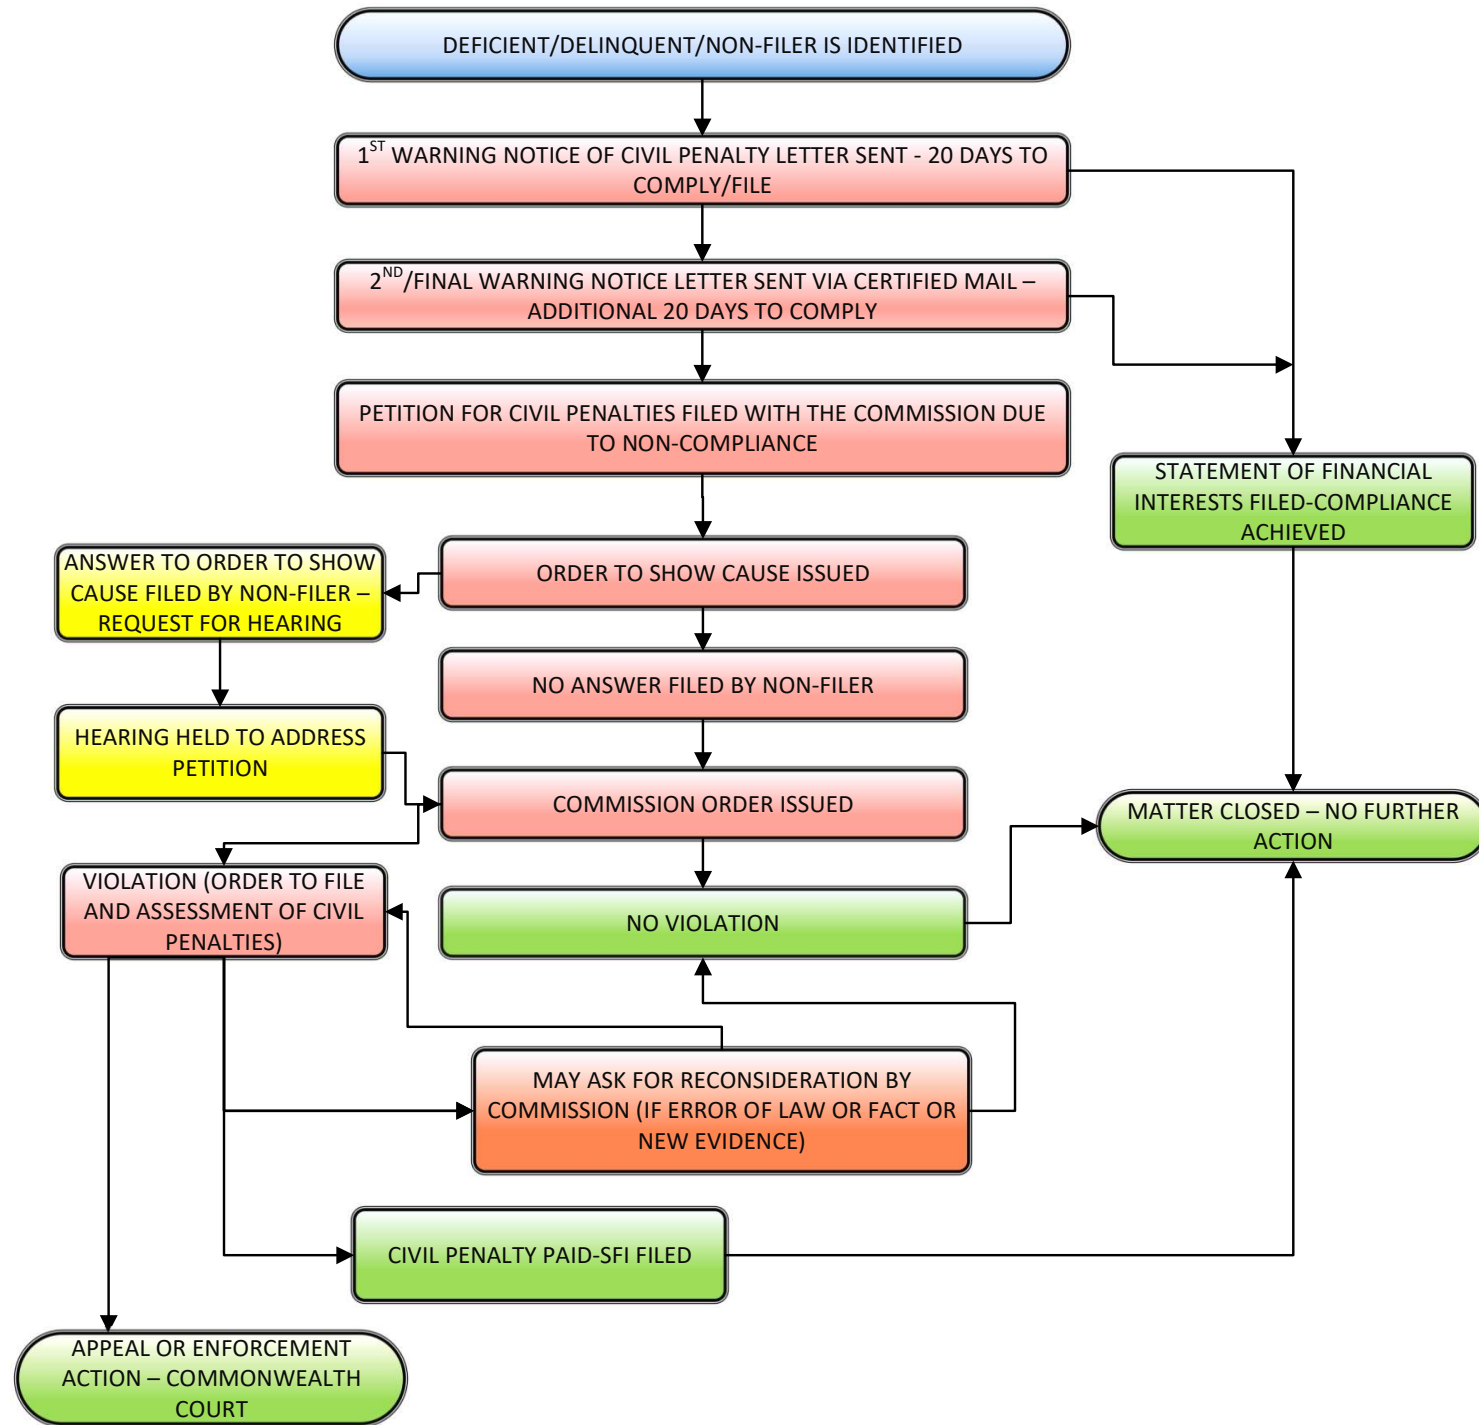 DEFICIENT/DELINQUENT/NON-FILER IS IDENTIFIED
1ST WARNING NOTICE OF CIVIL PENALTY LETTER SENT - 20 DAYS TO
COMPLY/FILE
2ND/FINAL WARNING NOTICE LETTER SENT VIA CERTIFIED MAIL –
ADDITIONAL 20 DAYS TO COMPLY
PETITION FOR CIVIL PENALTIES FILED WITH THE COMMISSION DUE
TO NON-COMPLIANCE
STATEMENT OF FINANCIAL
INTERESTS FILED-COMPLIANCE
ACHIEVED
ORDER TO SHOW CAUSE ISSUED
ANSWER TO ORDER TO SHOW
CAUSE FILED BY NON-FILER –
REQUEST FOR HEARING
NO ANSWER FILED BY NON-FILER
HEARING HELD TO ADDRESS
PETITION
COMMISSION ORDER ISSUED
MATTER CLOSED – NO FURTHER
ACTION
VIOLATION (ORDER TO FILE
AND ASSESSMENT OF CIVIL
PENALTIES)
NO VIOLATION
MAY ASK FOR RECONSIDERATION BY
COMMISSION (IF ERROR OF LAW OR FACT OR
NEW EVIDENCE)
CIVIL PENALTY PAID-SFI FILED
APPEAL OR ENFORCEMENT
ACTION – COMMONWEALTH
COURT